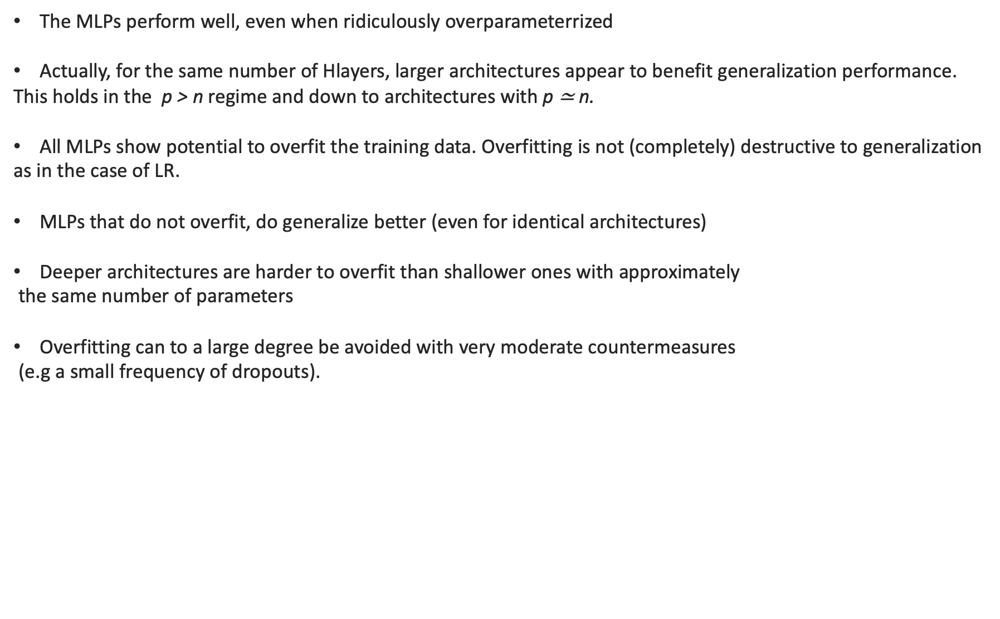 • The MLPs perform well, even when ridiculously overparameterrized
• Actually, for the same number of Hlayers, larger architectures appear to benefit generalization performance.
This holds in the p > n regime and down to architectures with p ≃ n.
• All MLPs show potential to overfit the training data. Overfitting is not (completely) destructive to generalization
as in the case of LR.
• MLPs that do not overfit, do generalize better (even for identical architectures)
• Deeper architectures are harder to overfit than shallower ones with approximately
the same number of parameters
• Overfitting can to a large degree be avoided with very moderate countermeasures
(e.g a small frequency of dropouts).